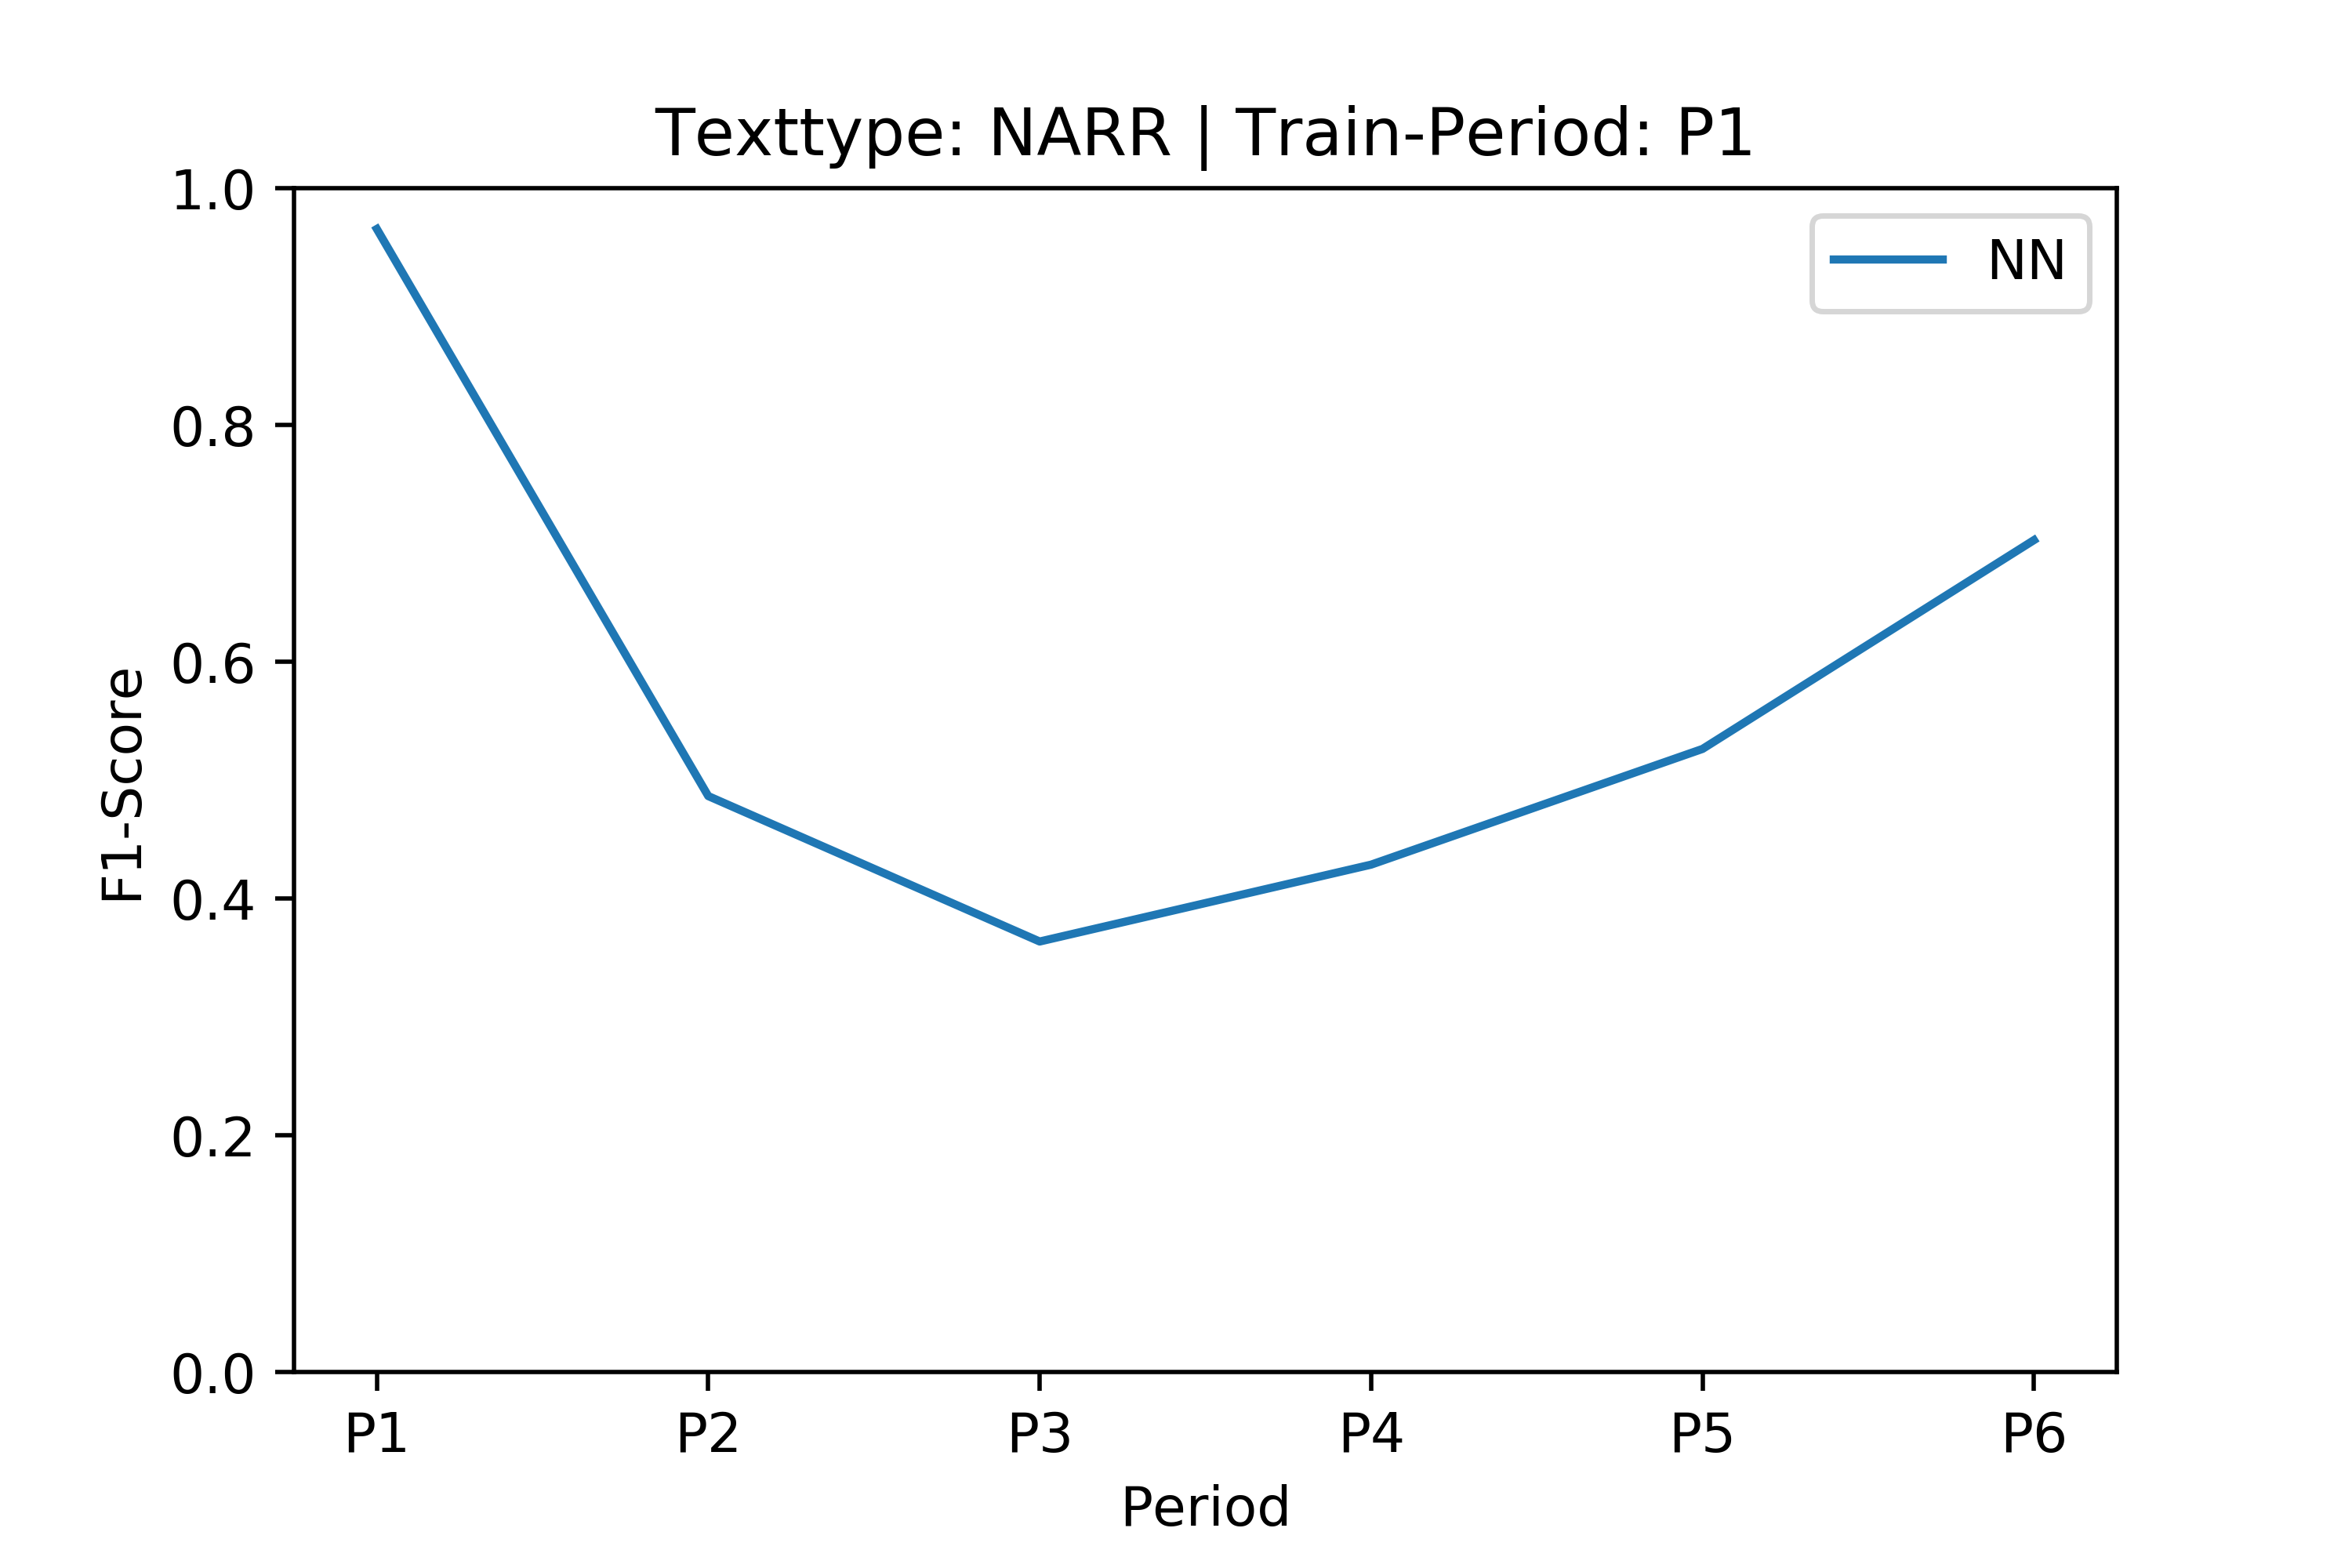 Texttype: NARR | Train-Period: P1
1.0
0.8
0.6
0.4
0.2
0.0
F1-Score
NN
P1 P2 P3 P4 P5 P6
Period